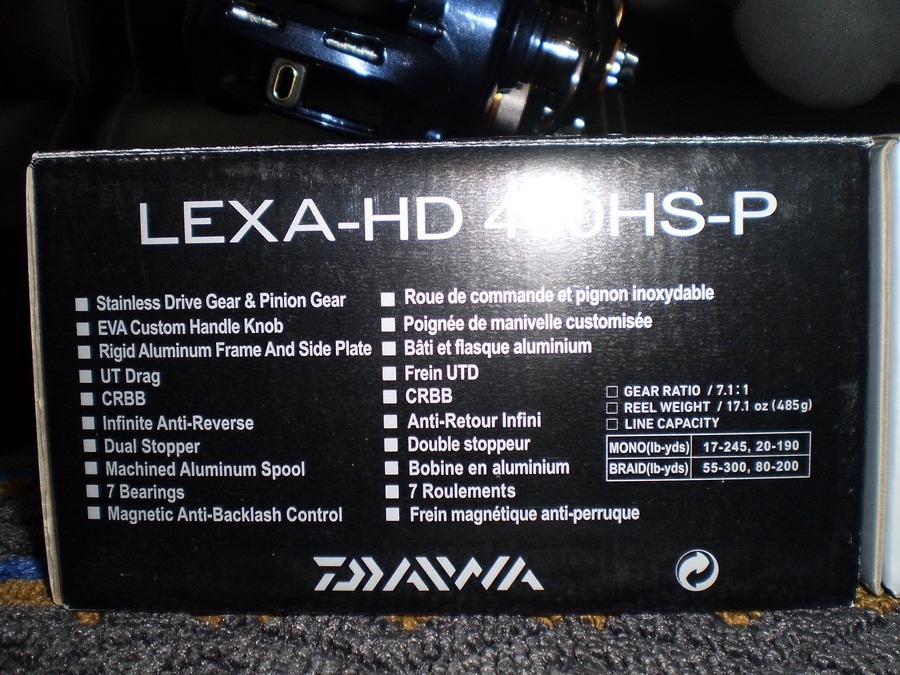 LEXA-HD 400HS-P
Stainless Drive Gear & Pinion Gear
EVA Custom Handle Knob
Rigid Aluminum Frame And Side Plate
UT Drag
CRBB
Infinite Anti-Reverse
Dual Stopper
Machined Aluminum Spool
7 Bearings
Magnetic Anti-Backlash Control
Roue de commande et pignon inoxydable
Poignée de manivelle customisée
Bâti et flasque aluminium
Frein UTD
CRBB
Anti-Retour Infini
Double stoppeur
Bobine en aluminium
7 Roulements
Frein magnétique anti-perruque
GEAR RATIO / 7.1:1
REEL WEIGHT / 17.1 oz (485g)
LINE CAPACITY
MONO(lb-yds) 17-245, 20-190
BRAID(lb-yds) 55-300, 80-200
DAIWA